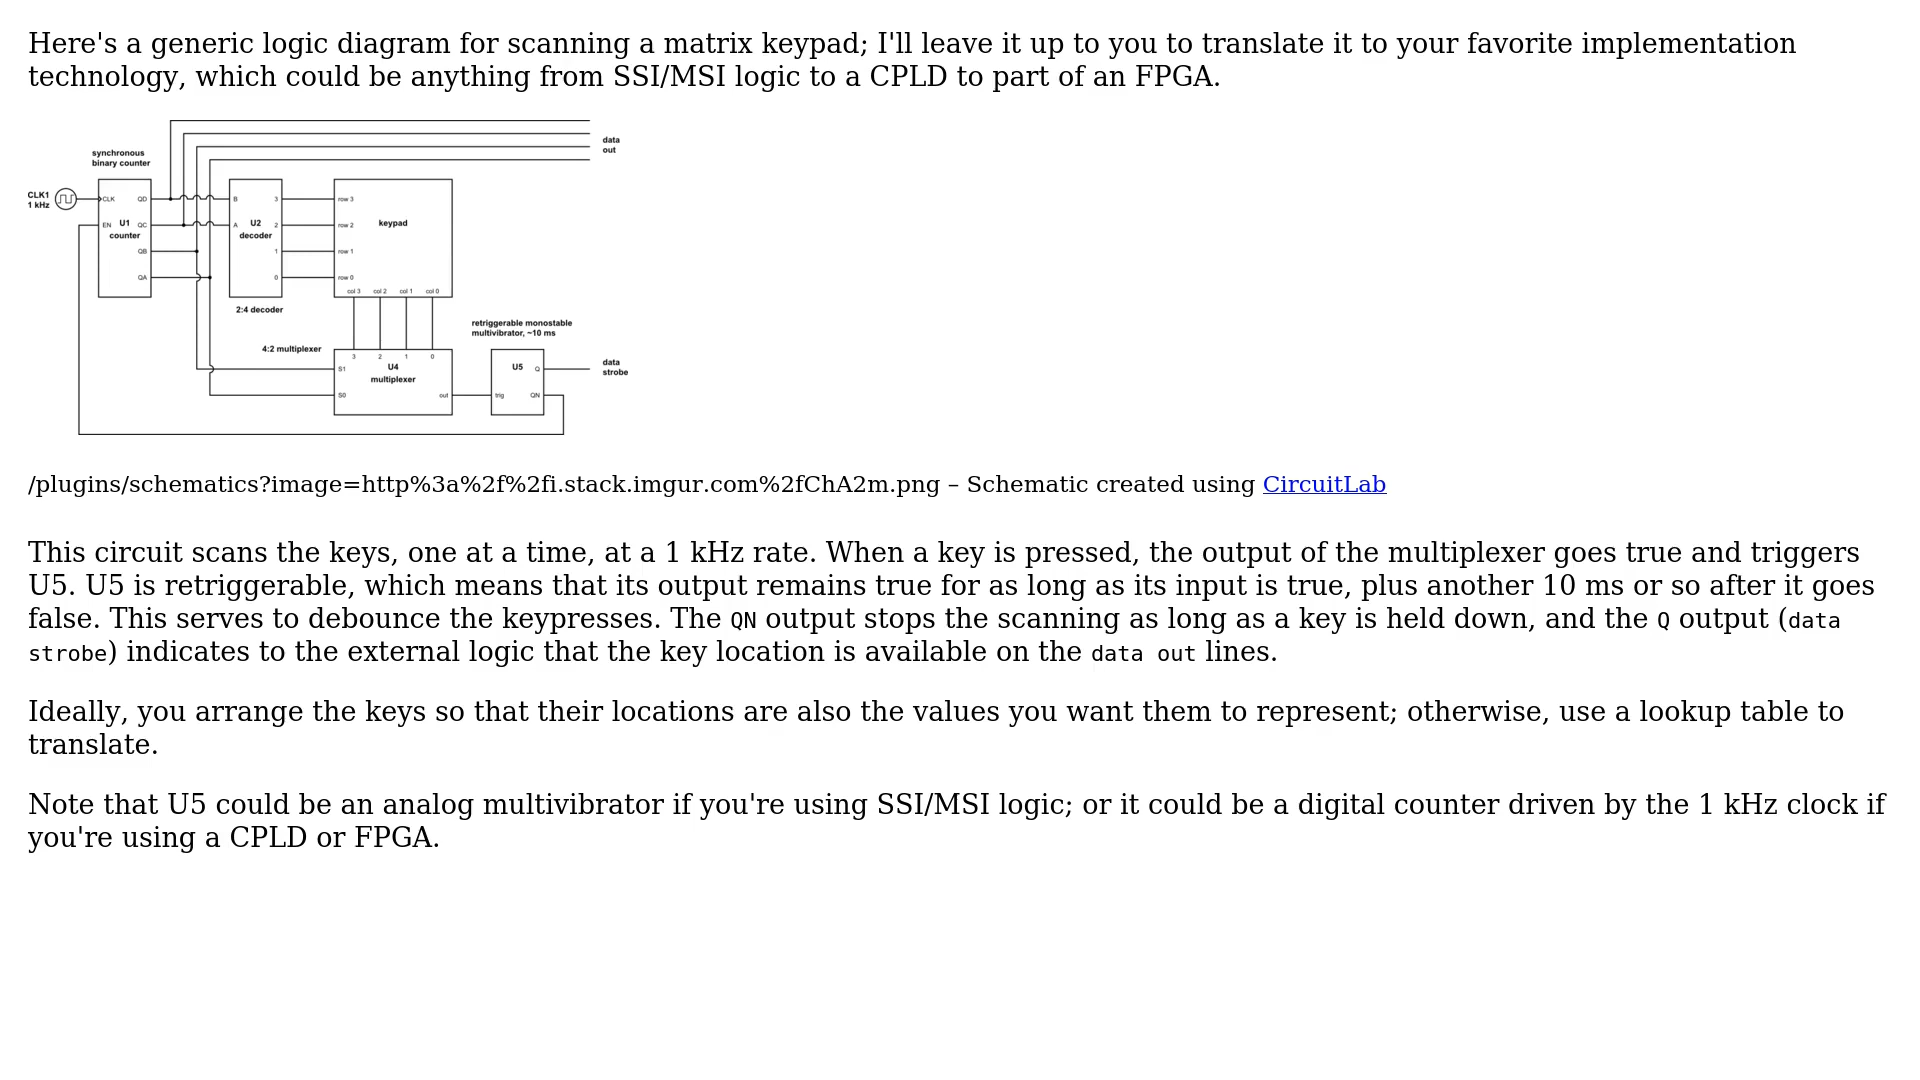 Here's a generic logic diagram for scanning a matrix keypad; I'll leave it up to you to translate it to your favorite implementation
technology, which could be anything from SSI/MSI logic to a CPLD to part of an FPGA.
data
out
synchronous
binary counter
CLK1
1 kHz
CLK QD
EN U1 QC
counter
QB
QA
B 3
A U2 2
decoder
1
0
row 3
row 2 keypad
row 1
row 0
col 3 col 2 col 1 col 0
2:4 decoder
retriggerable monostable
multivibrator, ~10 ms
4:2 multiplexer
3 2 1 0
S1 U4
multiplexer
S0 out
U5 Q
trig QN
data
strobe
/plugins/schematics?image=http%3a%2f%2fi.stack.imgur.com%2fChA2m.png – Schematic created using CircuitLab
This circuit scans the keys, one at a time, at a 1 kHz rate. When a key is pressed, the output of the multiplexer goes true and triggers
U5. U5 is retriggerable, which means that its output remains true for as long as its input is true, plus another 10 ms or so after it goes
false. This serves to debounce the keypresses. The QN output stops the scanning as long as a key is held down, and the Q output (data
strobe) indicates to the external logic that the key location is available on the data out lines.
Ideally, you arrange the keys so that their locations are also the values you want them to represent; otherwise, use a lookup table to
translate.
Note that U5 could be an analog multivibrator if you're using SSI/MSI logic; or it could be a digital counter driven by the 1 kHz clock if
you're using a CPLD or FPGA.